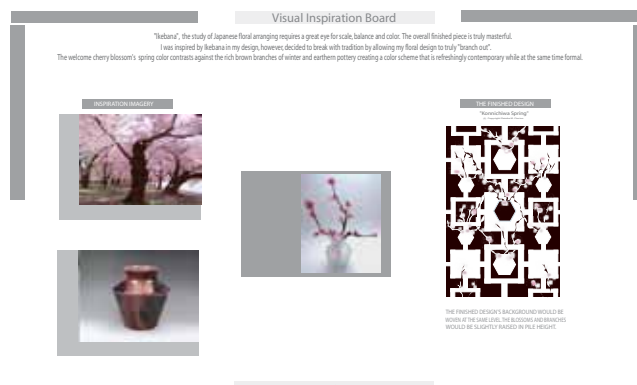 Visual Inspiration Board
"Ikebana", the study of Japanese floral arranging requires a great eye for scale, balance and color. The overall finished piece is truly masterful.
I was inspired by Ikebana in my design, however, decided to break with tradition by allowing my floral design to truly "branch out".
The welcome cherry blossom's spring color contrasts against the rich brown branches of winter and earthern pottery creating a color scheme that is refreshingly contemporary while at the same time formal.
INSPIRATION IMAGERY
THE FINISHED DESIGN
"Konnichiwa Spring"
THE FINISHED DESIGN'S BACKGROUND WOULD BE
WOVEN AT THE SAME LEVEL. THE BLOSSOMS AND BRANCHES
WOULD BE SLIGHTLY RAISED IN PILE HEIGHT.